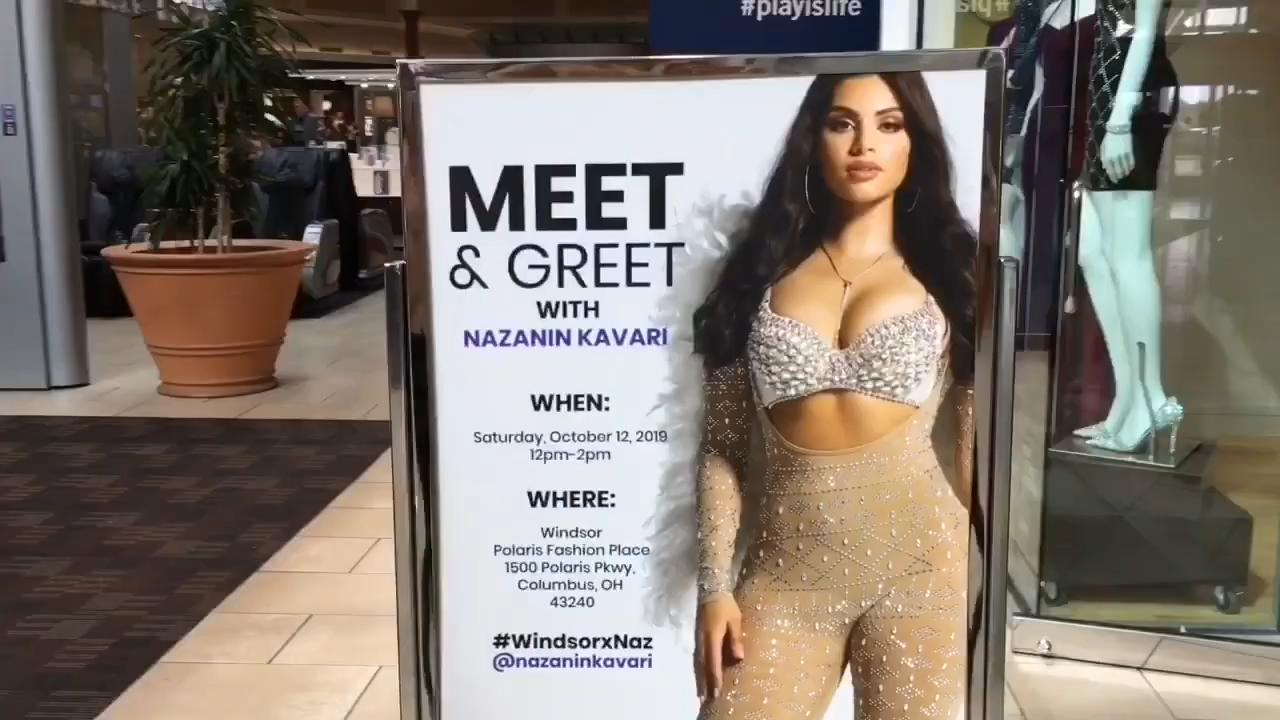 #playislife
MEET
& GREET
WITH
NAZANIN KAVARI
WHEN:
Saturday, October 12, 2019
12pm-2pm
WHERE:
Windsor
Polaris Fashion Place
1500 Polaris Pkwy,
Columbus, OH
43240
#WindsorxNaz
@nazaninkavari